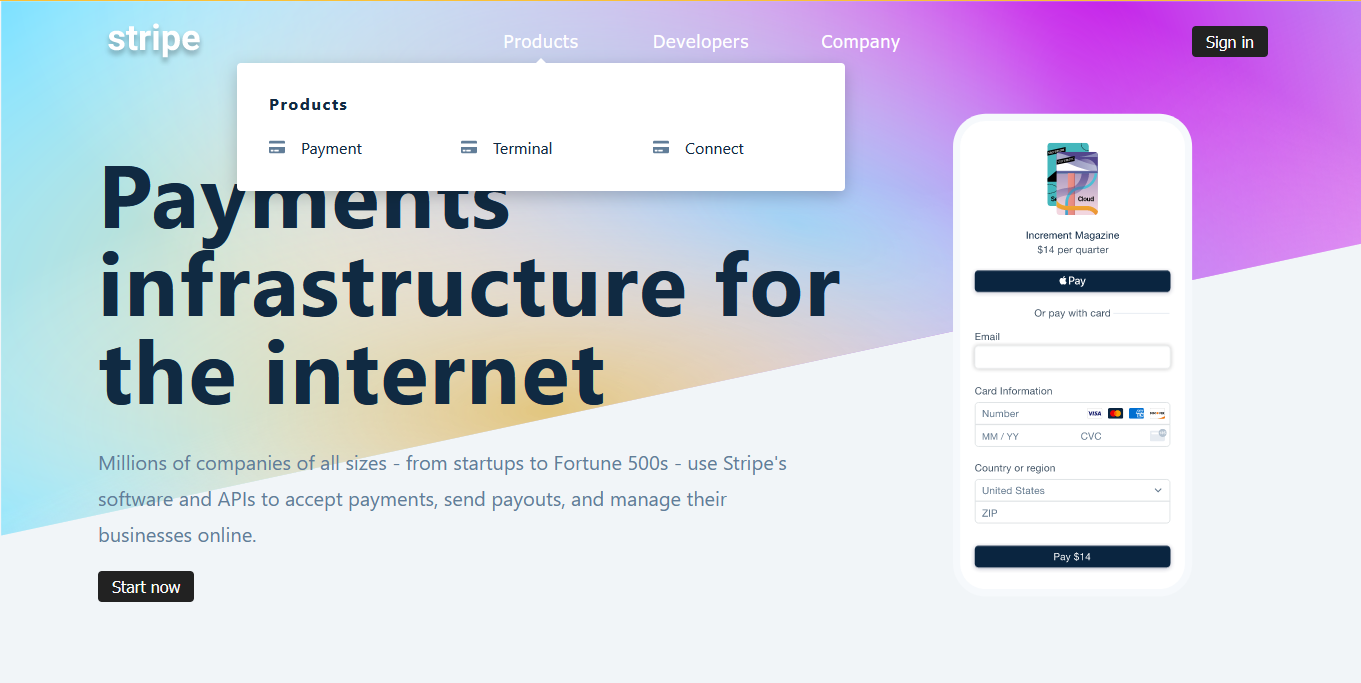 stripe
Products
Developers
Company
Sign in
Products
Payment
Terminal
Connect
Payments
infrastructure for
the internet
Millions of companies of all sizes - from startups to Fortune 500s - use Stripe's
software and APIs to accept payments, send payouts, and manage their
businesses online.
Start now
Cloud
Increment Magazine
$14 per quarter
Pay
Or pay with card
Email
Card Information
Number
VISA
MM / YY
CVC
Country or region
United States
ZIP
Pay $14